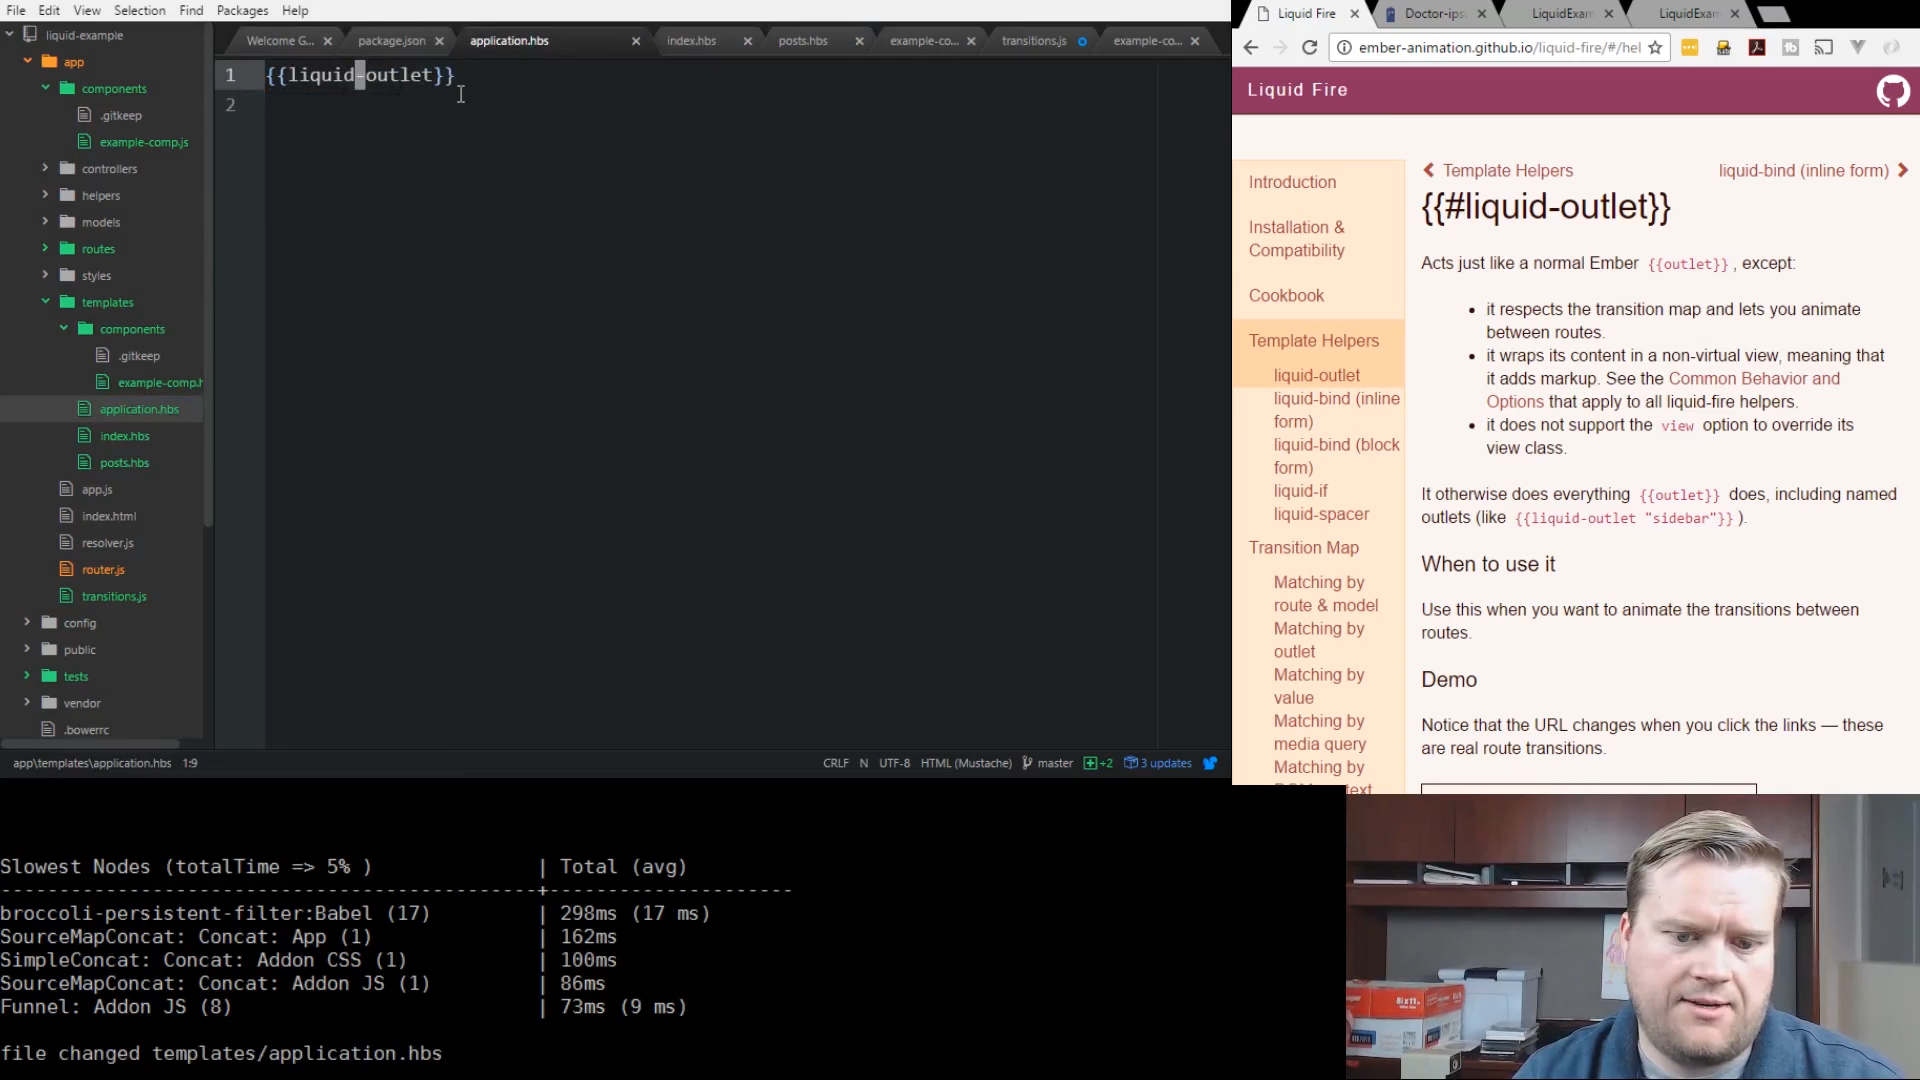 File Edit View Selection Find Packages Help
liquid-example
app
components
.gitkeep
example-comp.js
controllers
helpers
models
routes
styles
templates
components
.gitkeep
example-comp.h
application.hbs
index.hbs
posts.hbs
app.js
index.html
resolver.js
router.js
transitions.js
config
public
tests
vendor
.bowerrc
Welcome G... package.json application.hbs index.hbs posts.hbs example-co... transitions.js example-co...
1 {{liquid-outlet}}
2
app\templates\application.hbs 1:9
CRLF N UTF-8 HTML (Mustache) master +2 3 updates
Slowest Nodes (totalTime => 5% ) | Total (avg)
----------------------------------------------+---------------------
broccoli-persistent-filter:Babel (17) | 298ms (17 ms)
SourceMapConcat: Concat: App (1) | 162ms
SimpleConcat: Concat: Addon CSS (1) | 100ms
SourceMapConcat: Concat: Addon JS (1) | 86ms
Funnel: Addon JS (8) | 73ms (9 ms)
file changed templates/application.hbs
Liquid Fire Doctor-ips LiquidExam LiquidExam
ember-animation.github.io/liquid-fire/#/hel
Liquid Fire
Introduction
Installation &
Compatibility
Cookbook
Template Helpers
liquid-outlet
liquid-bind (inline
form)
liquid-bind (block
form)
liquid-if
liquid-spacer
Transition Map
Matching by
route & model
Matching by
outlet
Matching by
value
Matching by
media query
Matching by
Template Helpers liquid-bind (inline form)
{{#liquid-outlet}}
Acts just like a normal Ember {{outlet}} , except:
• it respects the transition map and lets you animate
between routes.
• it wraps its content in a non-virtual view, meaning that
it adds markup. See the Common Behavior and
Options that apply to all liquid-fire helpers.
• it does not support the view option to override its
view class.
It otherwise does everything {{outlet}} does, including named
outlets (like {{liquid-outlet "sidebar"}} ).
When to use it
Use this when you want to animate the transitions between
routes.
Demo
Notice that the URL changes when you click the links — these
are real route transitions.